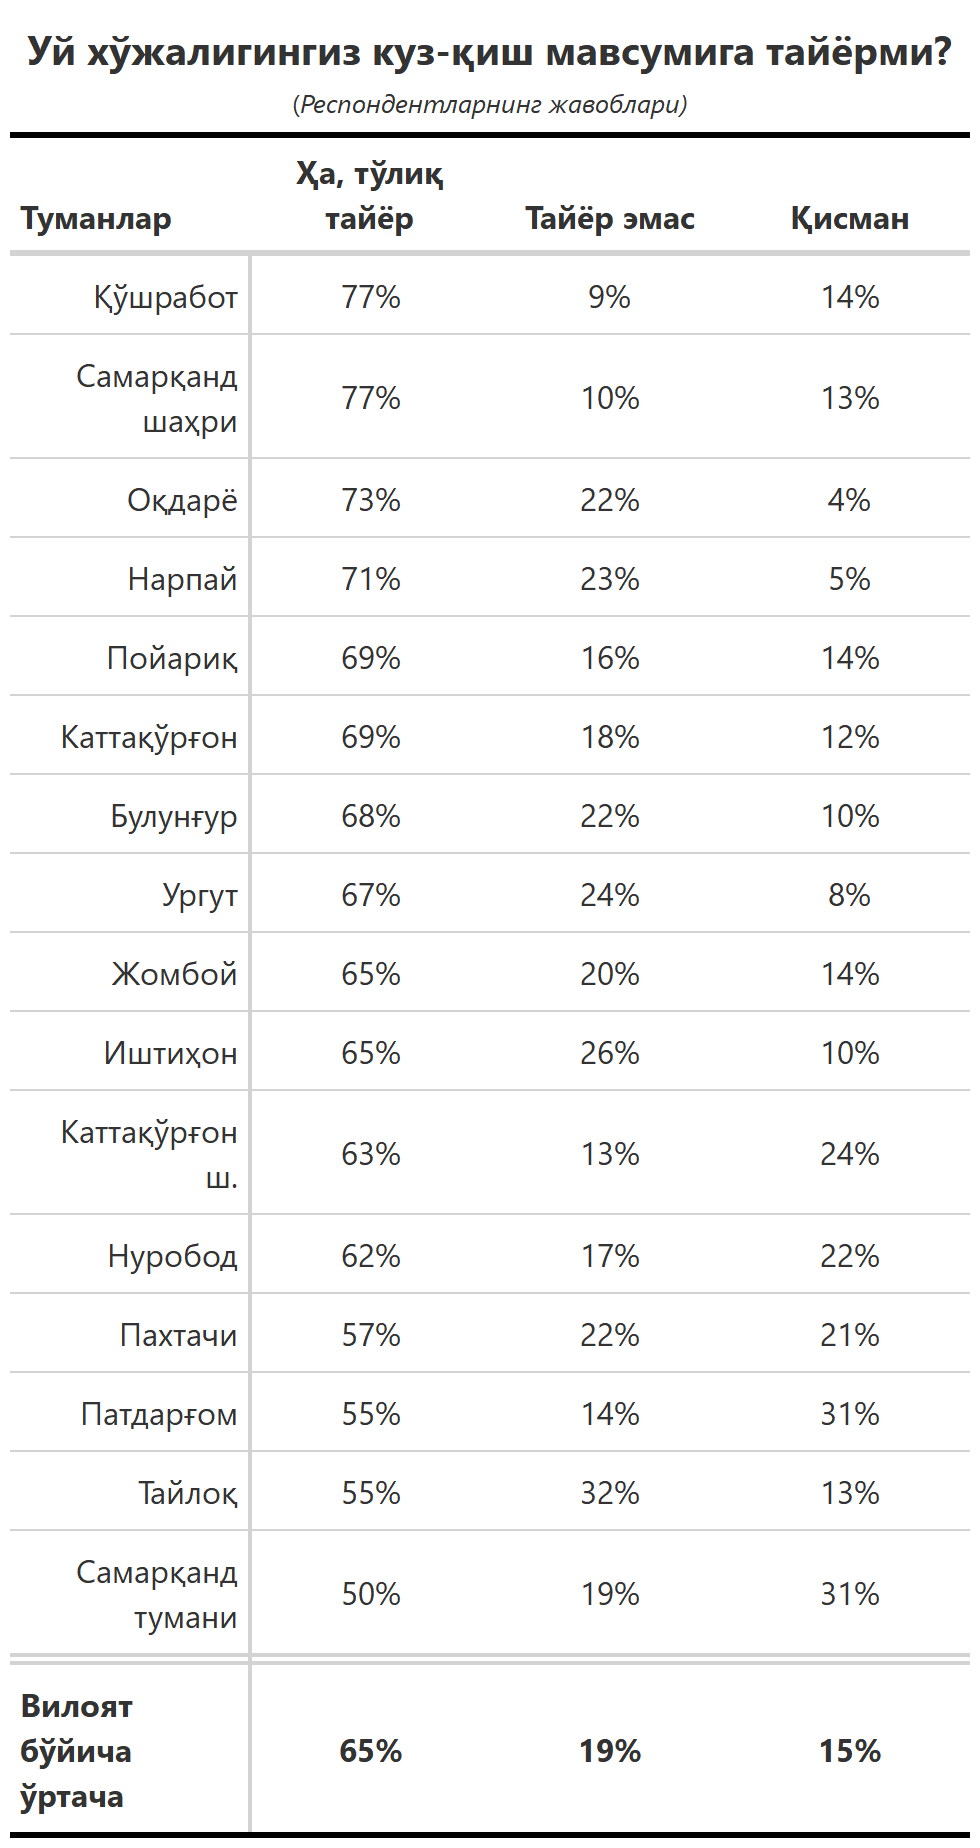 Уй хўжалигингиз куз-қиш мавсумига тайёрми?
(Респондентларнинг жавоблари)
Туманлар Ҳа, тўлиқ тайёр Тайёр эмас Қисман
Қўшработ 77% 9% 14%
Самарқанд шаҳри 77% 10% 13%
Оқдарё 73% 22% 4%
Нарпай 71% 23% 5%
Пойариқ 69% 16% 14%
Каттақўрғон 69% 18% 12%
Булунғур 68% 22% 10%
Ургут 67% 24% 8%
Жомбой 65% 20% 14%
Иштиҳон 65% 26% 10%
Каттақўрғон ш. 63% 13% 24%
Нуробод 62% 17% 22%
Пахтачи 57% 22% 21%
Патдарғом 55% 14% 31%
Тайлоқ 55% 32% 13%
Самарқанд тумани 50% 19% 31%
Вилоят бўйича ўртача 65% 19% 15%